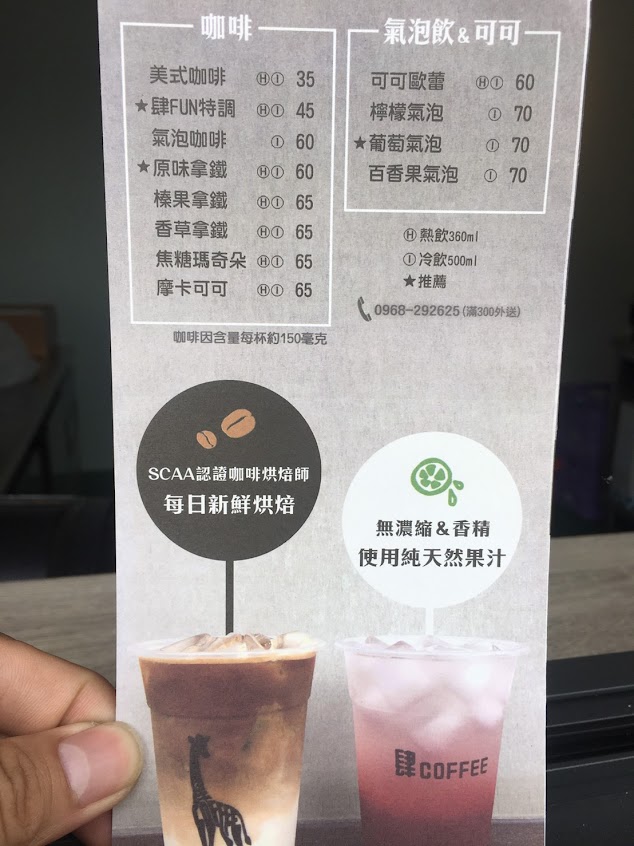 咖啡
美式咖啡 ⒽⒾ 35
★肆FUN特調 ⒽⒾ 45
氣泡咖啡 Ⓘ 60
★原味拿鐵 ⒽⒾ 60
榛果拿鐵 ⒽⒾ 65
香草拿鐵 ⒽⒾ 65
焦糖瑪奇朵 ⒽⒾ 65
摩卡可可 ⒽⒾ 65
咖啡因含量每杯約150毫克
氣泡飲&可可
可可歐蕾 ⒽⒾ 60
檸檬氣泡 Ⓘ 70
★葡萄氣泡 Ⓘ 70
百香果氣泡 Ⓘ 70
Ⓗ熱飲360ml
Ⓘ冷飲500ml
★推薦
0968-292625(滿300外送)
SCAA認證咖啡烘焙師
每日新鮮烘焙
無濃縮&香精
使用純天然果汁
肆COFFEE